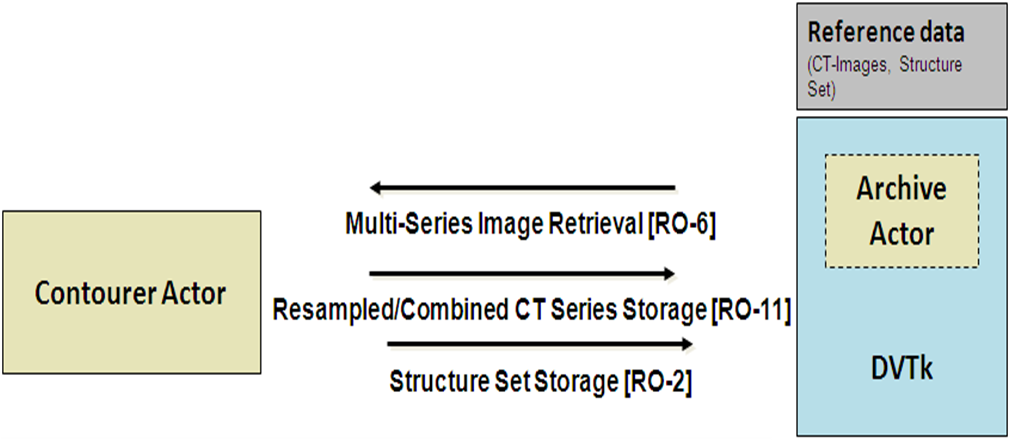 Reference data
(CT-Images, Structure
Set)
Archive
Actor
Multi-Series Image Retrieval [RO-6]
Contourer Actor
Resampled/Combined CT Series Storage [RO-11]
DVTk
Structure Set Storage [RO-2]